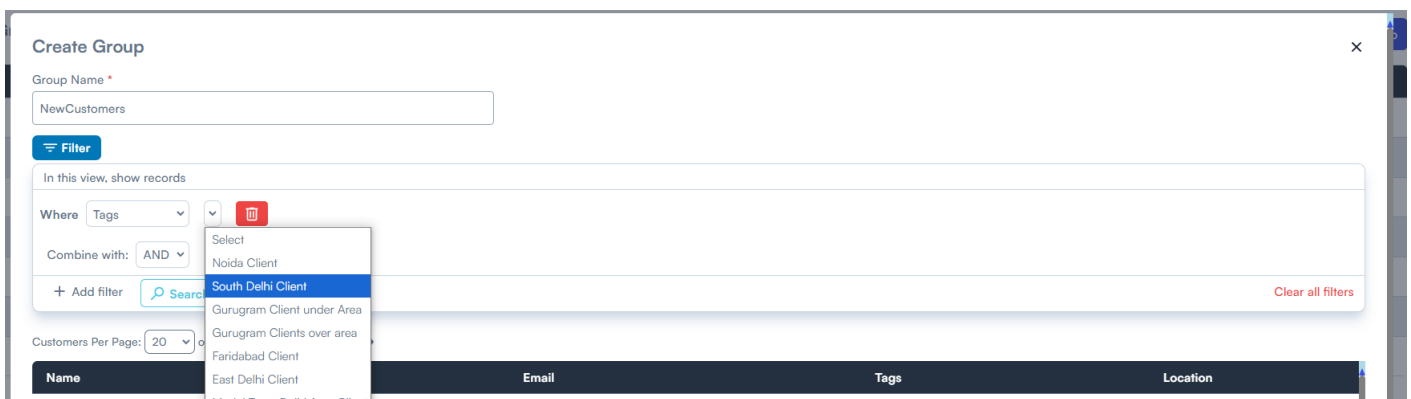 Create Group
Group Name *
NewCustomers
Filter
In this view, show records
Where Tags
Select
Combine with: AND
Noida Client
South Delhi Client
+ Add filter
Clear all filters
Gurugram Client under Area
Gurugram Clients over area
Customers Per Page: 20
Faridabad Client
East Delhi Client
Name Email Tags Location